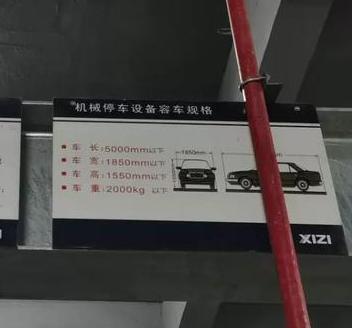 机械停车设备容车规格
车 长:5000mm以下
车 宽:1850mm以下
车 高:1550mm以下
车 重:2000kg 以下
1850mm
XIZI